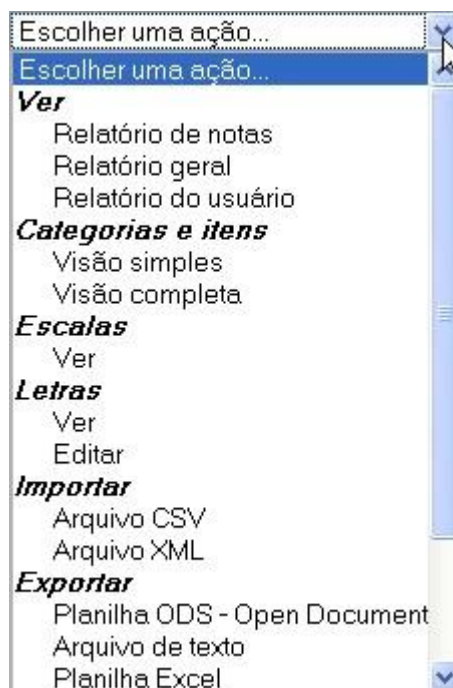 Escolher uma ação...
Escolher uma ação...
Ver
Relatório de notas
Relatório geral
Relatório do usuário
Categorias e itens
Visão simples
Visão completa
Escalas
Ver
Letras
Ver
Editar
Importar
Arquivo CSV
Arquivo XML
Exportar
Planilha ODS - Open Document
Arquivo de texto
Planilha Excel